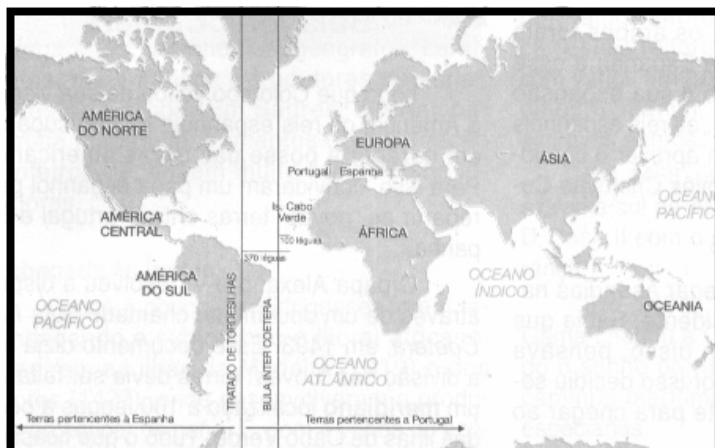 AMÉRICA
DO NORTE
EUROPA
ÁSIA
Portugal
Espanha
OCEANO
PACÍFICO
Is. Cabo
Verde
AMÉRICA
CENTRAL
ÁFRICA
100 léguas
370 léguas
AMÉRICA
DO SUL
OCEANO
ÍNDICO
OCEANIA
OCEANO
PACÍFICO
TRATADO DE TORDESILHAS
BULA INTER COETERA
OCEANO
ATLÂNTICO
Terras pertencentes à Espanha
Terras pertencentes a Portugal